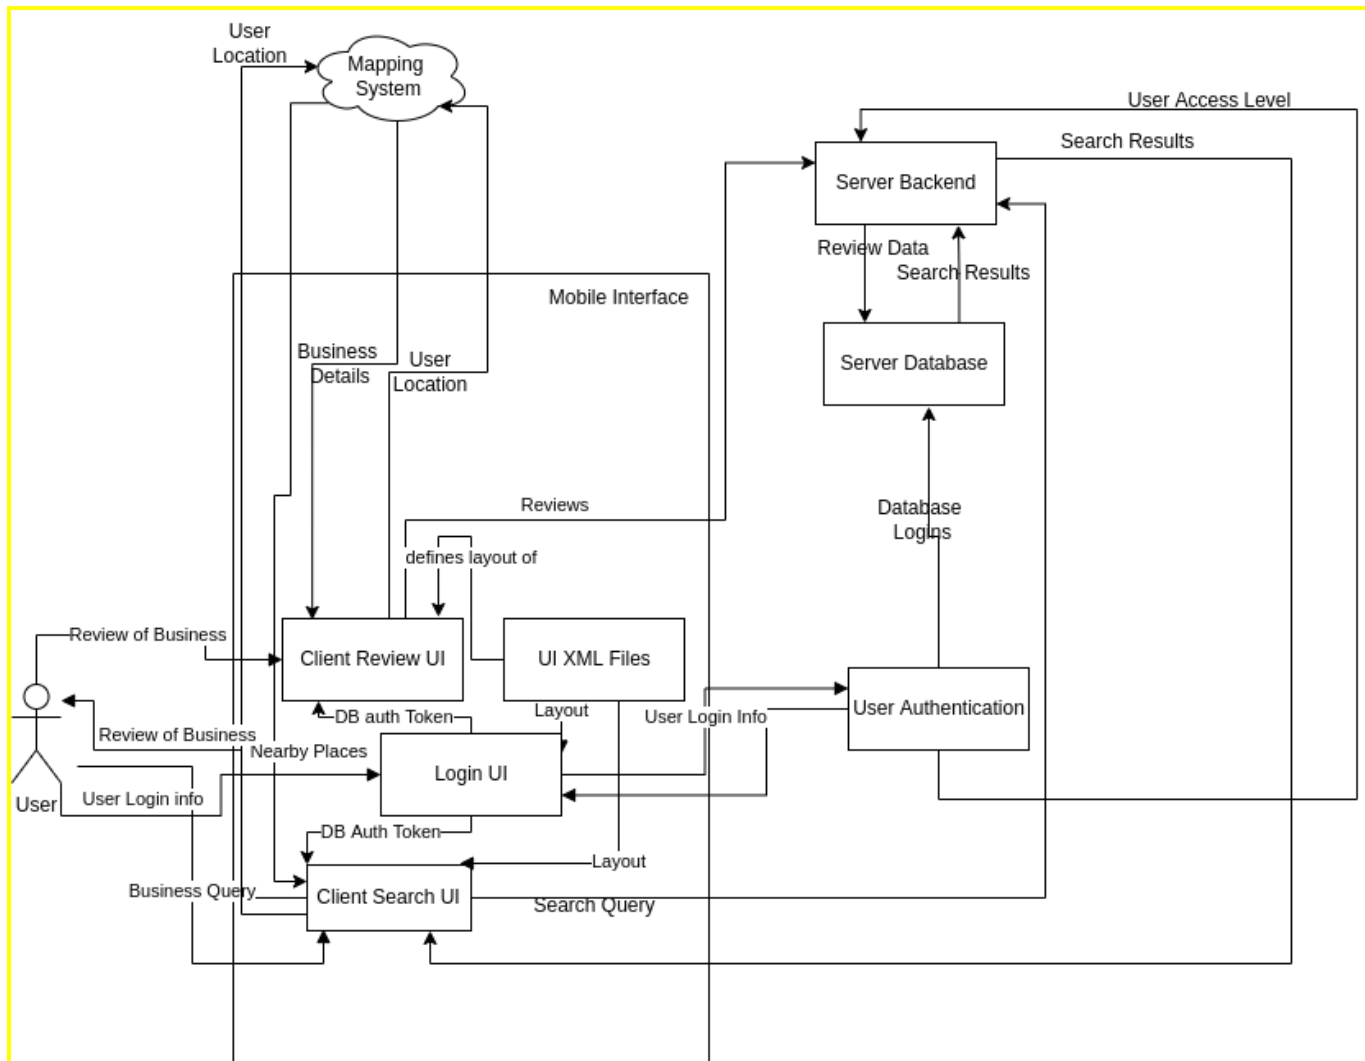 User
Location
Mapping
System
User Access Level
Search Results
Server Backend
Review Data
Search Results
Mobile Interface
Business
Details
User
Location
Server Database
Reviews
Database
Logins
defines layout of
Review of Business
Client Review UI
UI XML Files
DB auth Token
Layout
User Login Info
User Authentication
Review of Business
Nearby Places
Login UI
User
User Login info
DB Auth Token
Layout
Business Query
Client Search UI
Search Query